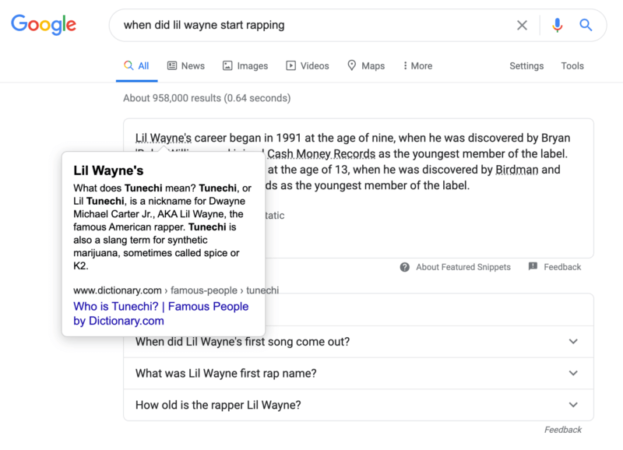 Google
when did lil wayne start rapping
All News Images Videos Maps More Settings Tools
About 958,000 results (0.64 seconds)
Lil Wayne's career began in 1991 at the age of nine, when he was discovered by Bryan
Cash Money Records as the youngest member of the label.
at the age of 13, when he was discovered by Birdman and
ds as the youngest member of the label.
tatic
Lil Wayne's
What does Tunechi mean? Tunechi, or
Lil Tunechi, is a nickname for Dwayne
Michael Carter Jr., AKA Lil Wayne, the
famous American rapper. Tunechi is
also a slang term for synthetic
marijuana, sometimes called spice or
K2.
www.dictionary.com › famous-people › tunechi
Who is Tunechi? | Famous People
by Dictionary.com
About Featured Snippets Feedback
When did Lil Wayne's first song come out?
What was Lil Wayne first rap name?
How old is the rapper Lil Wayne?
Feedback